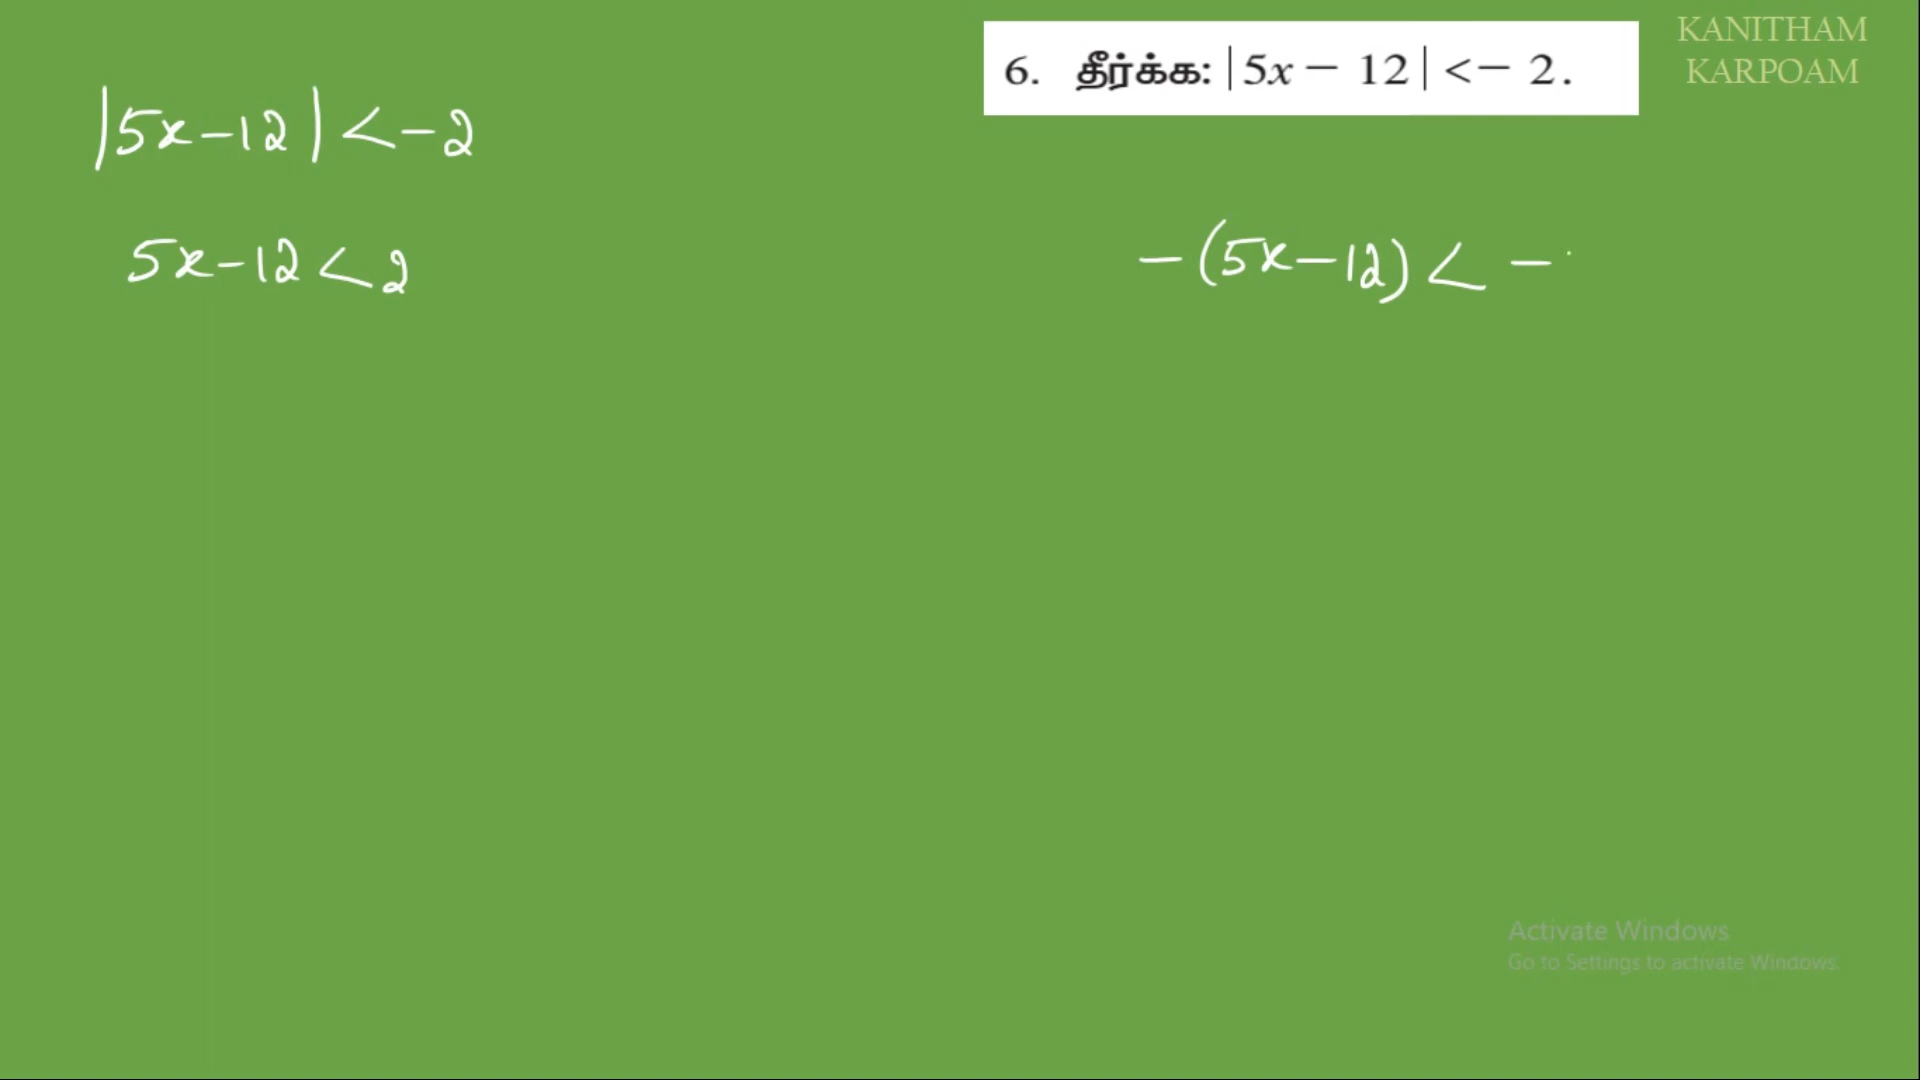 6. தீர்க்க: |5x − 12| <− 2.
KANITHAM
KARPOAM
|5x-12| < -2
5x-12 < 2
-(5x-12) < -
Activate Windows
Go to Settings to activate Windows.